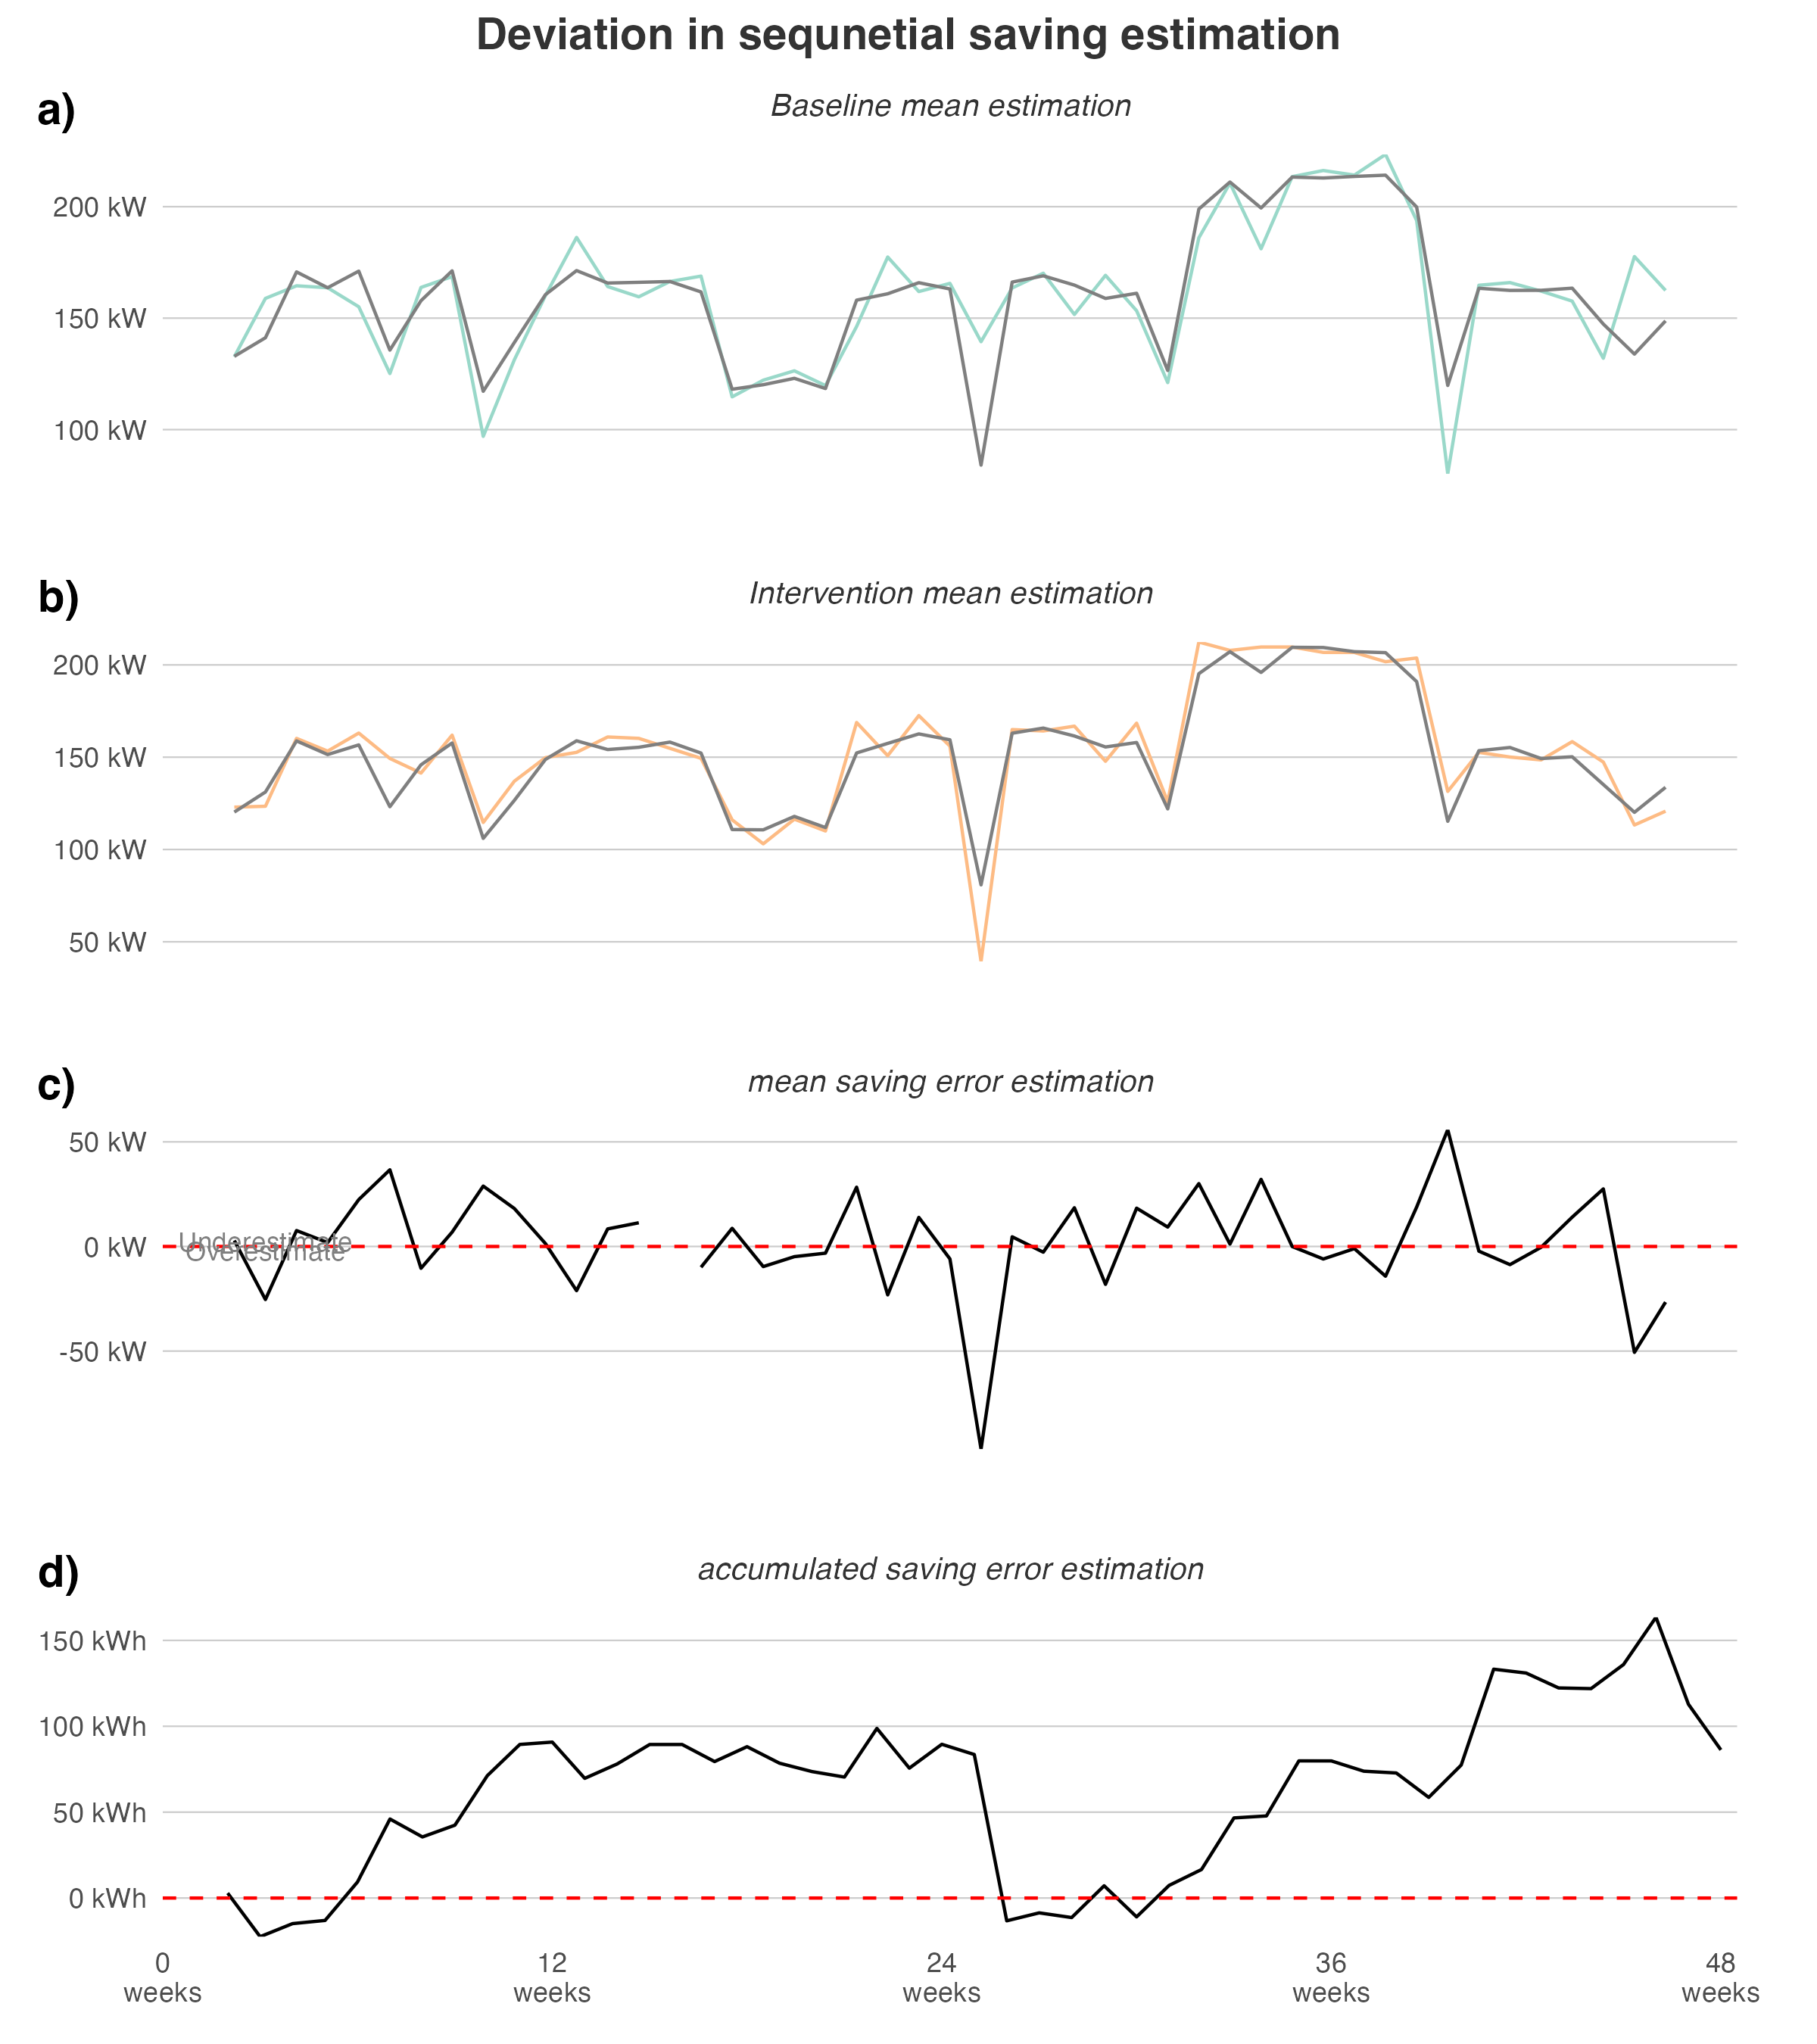 Deviation in sequnetial saving estimation
a)
Baseline mean estimation
200 kW
150 kW
100 kW
b)
Intervention mean estimation
200 kW
150 kW
100 kW
50 kW
c)
mean saving error estimation
50 kW
Underestimate
0 kW
Overestimate
-50 kW
d)
accumulated saving error estimation
150 kWh
100 kWh
50 kWh
0 kWh
0 12 24 36 48
weeks weeks weeks weeks weeks